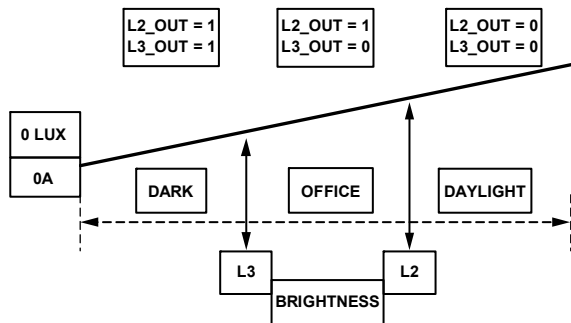 L2_OUT = 1
L3_OUT = 1
L2_OUT = 1
L3_OUT = 0
L2_OUT = 0
L3_OUT = 0
0 LUX
0A
DARK
OFFICE
DAYLIGHT
L3
L2
BRIGHTNESS